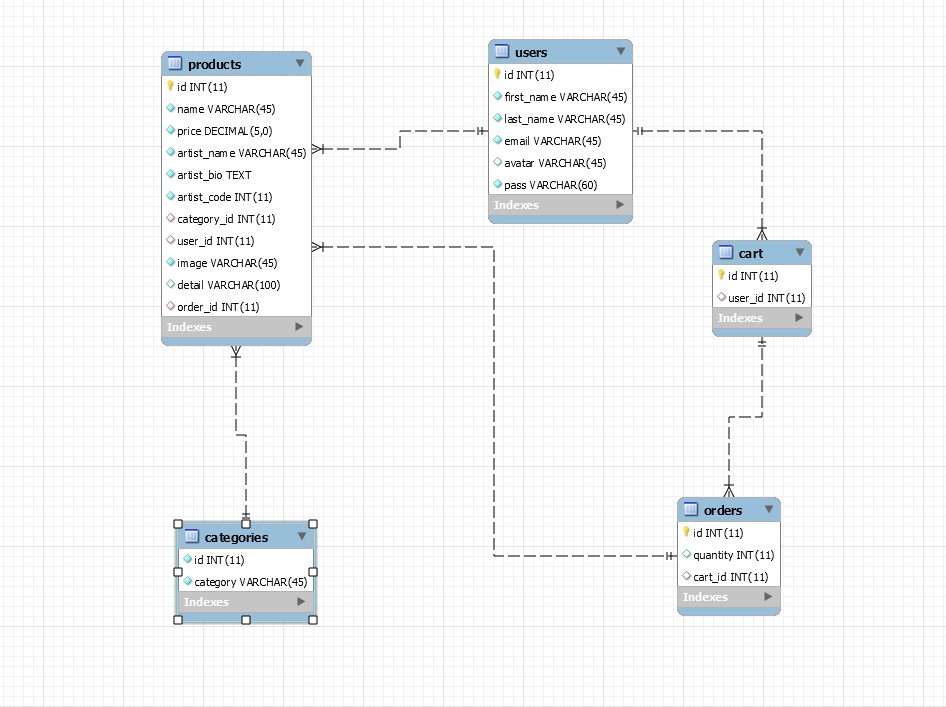 products
id INT(11)
name VARCHAR(45)
price DECIMAL(5,0)
artist_name VARCHAR(45)
artist_bio TEXT
artist_code INT(11)
category_id INT(11)
user_id INT(11)
image VARCHAR(45)
detail VARCHAR(100)
order_id INT(11)
Indexes
users
id INT(11)
first_name VARCHAR(45)
last_name VARCHAR(45)
email VARCHAR(45)
avatar VARCHAR(45)
pass VARCHAR(60)
Indexes
cart
id INT(11)
user_id INT(11)
Indexes
categories
id INT(11)
category VARCHAR(45)
Indexes
orders
id INT(11)
quantity INT(11)
cart_id INT(11)
Indexes